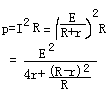 p=I²R=(E/(R+r))²R
=E²/(4r+(R-r)²/R)